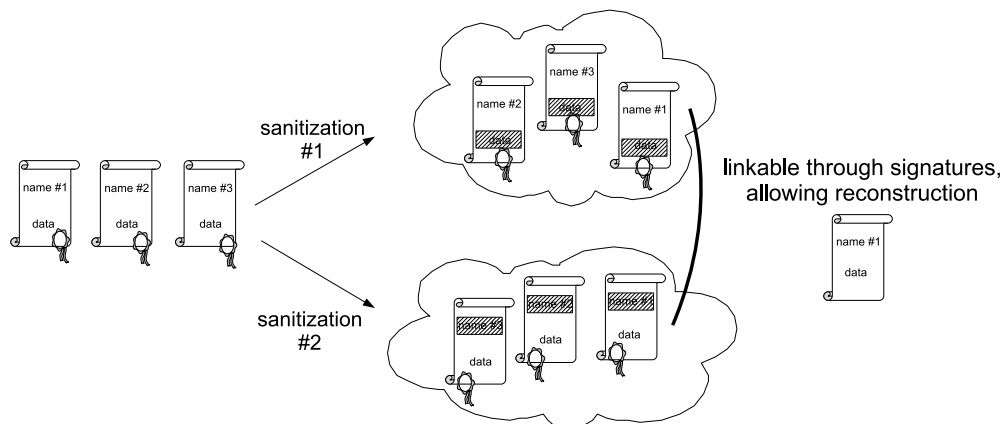 name #1
data
name #2
data
name #3
data
sanitization
#1
sanitization
#2
name #2
data
name #3
data
name #1
data
name #3
data
name #2
data
name #1
data
linkable through signatures,
allowing reconstruction
name #1
data